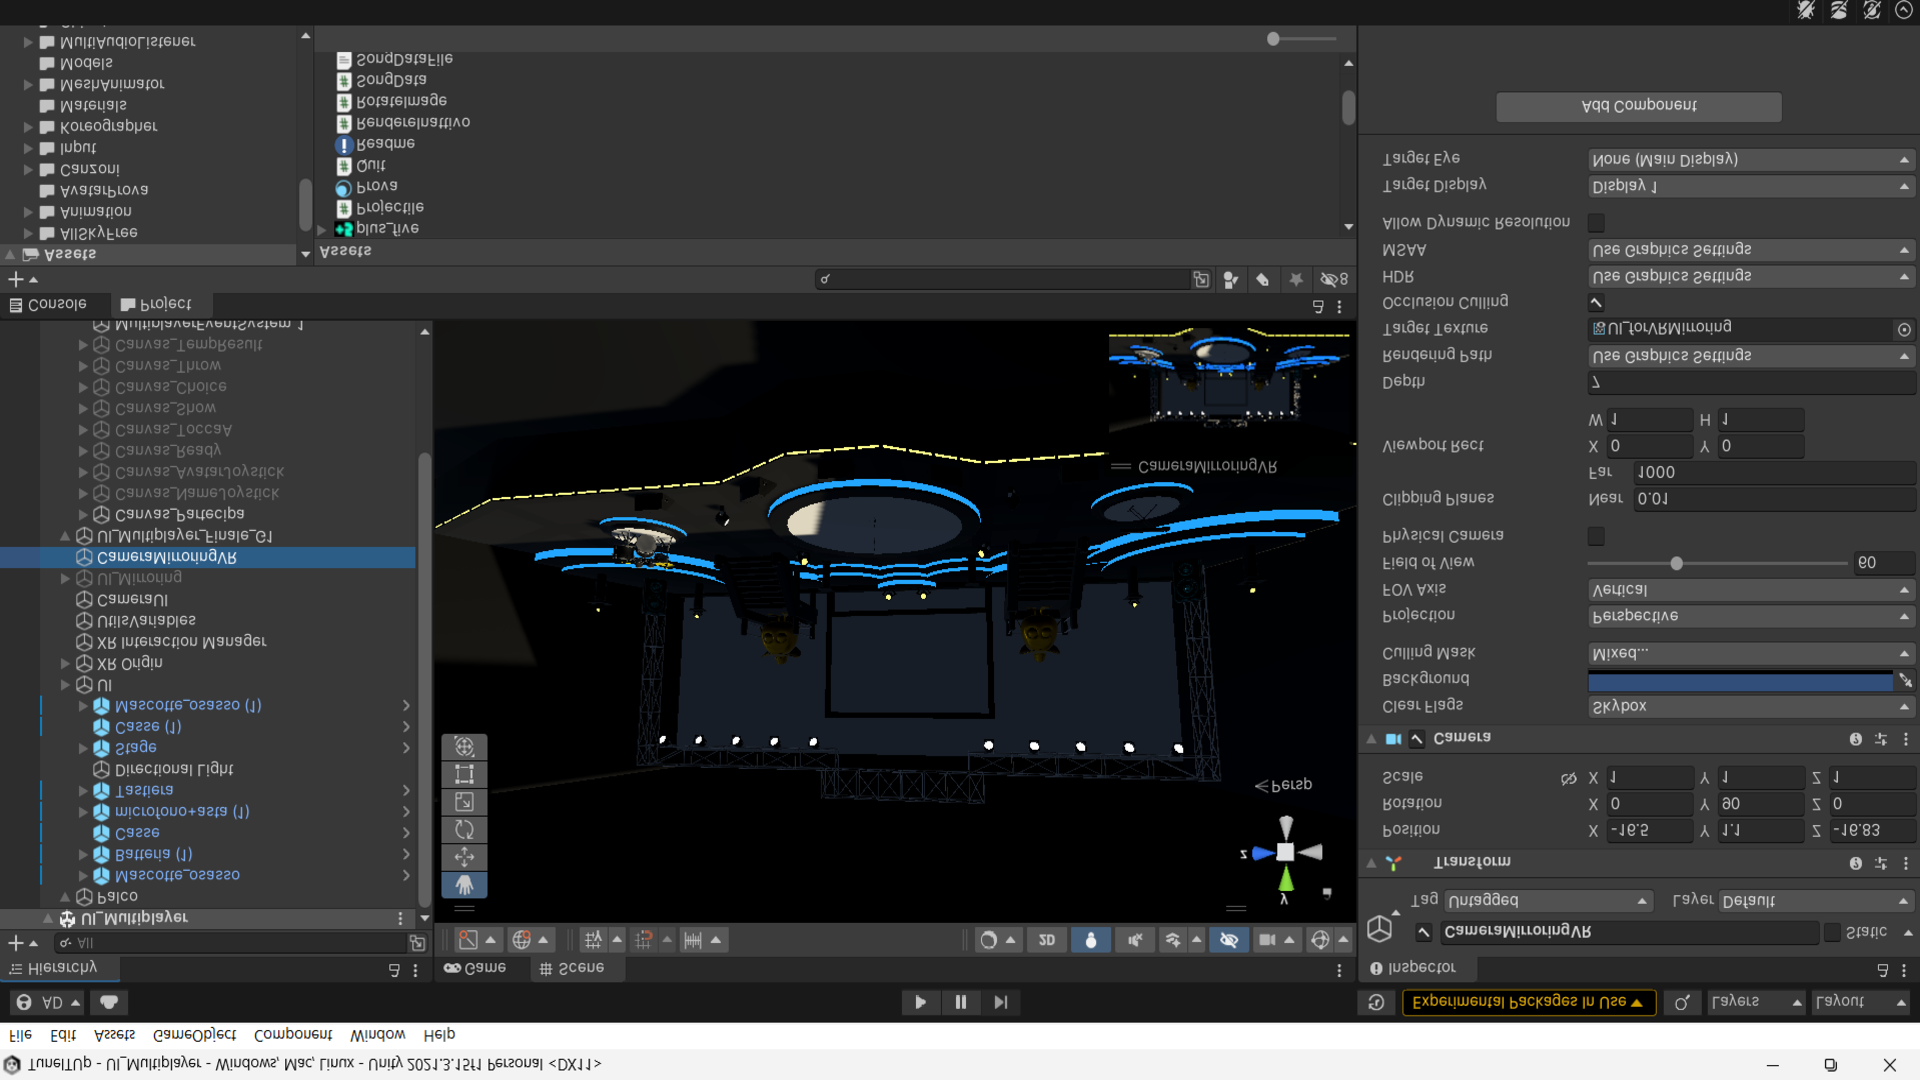 TuneITUp - UI_Multiplayer - Windows, Mac, Linux - Unity 2021.3.15f1 Personal <DX11>
File Edit Assets GameObject Component Window Help
AD
Experimental Packages In Use
Layers
Layout
Hierarchy
All
UI_Multiplayer
Palco
Mascotte_osasso
Batteria (1)
Casse
microfono+asta (1)
Tastiera
Directional Light
Stage
Casse (1)
Mascotte_osasso (1)
UI
XR Origin
XR Interaction Manager
UtilsVariables
CameraUI
UI_Mirroring
CameraMirroringVR
UI_Multiplayer_Finale_G1
Canvas_Partecipa
Canvas_NameJoystick
Canvas_AvatarJoystick
Canvas_Ready
Canvas_ToccaA
Canvas_Show
Canvas_Choice
Canvas_Throw
Canvas_TempResult
MultiplayerEventSystem 1
Game
Scene
2D
y
z
Persp
CameraMirroringVR
Inspector
CameraMirroringVR
Static
Tag Untagged
Layer Default
Transform
Position X -16.5 Y 1.1 Z -16.83
Rotation X 0 Y 90 Z 0
Scale X 1 Y 1 Z 1
Camera
Clear Flags Skybox
Background
Culling Mask Mixed...
Projection Perspective
FOV Axis Vertical
Field of View 60
Physical Camera
Clipping Planes Near 0.01
Far 1000
Viewport Rect X 0 Y 0
W 1 H 1
Depth 7
Rendering Path Use Graphics Settings
Target Texture UI_forVRMirroring
Occlusion Culling
HDR Use Graphics Settings
MSAA Use Graphics Settings
Allow Dynamic Resolution
Target Display Display 1
Target Eye None (Main Display)
Add Component
Console
Project
8
Assets
AllSkyFree
Animation
AvatarProva
Canzoni
Input
Koreographer
Materials
MeshAnimator
Models
MultiAudioListener
Assets
plus_five
Projectile
Prova
Quit
Readme
RendereInattivo
RotateImage
SongData
SongDataFile